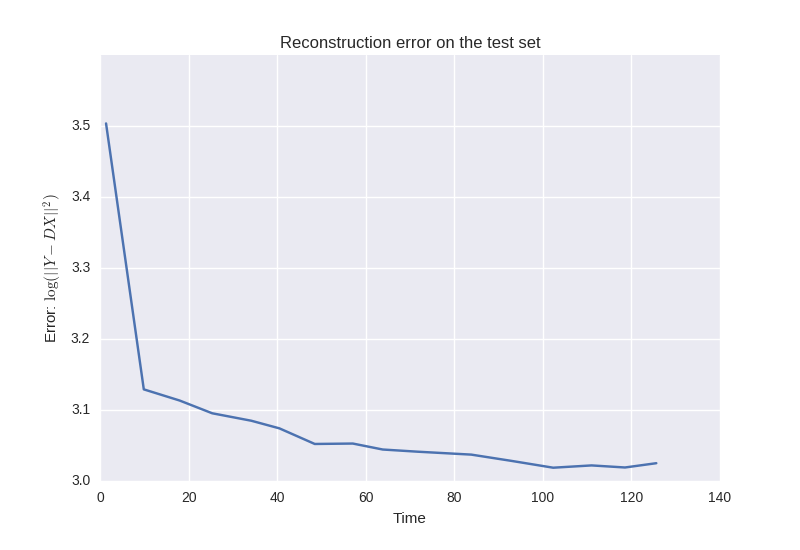 Reconstruction error on the test set
Error: log(||Y − DX||²)
3.5
3.4
3.3
3.2
3.1
3.0
0 20 40 60 80 100 120 140
Time